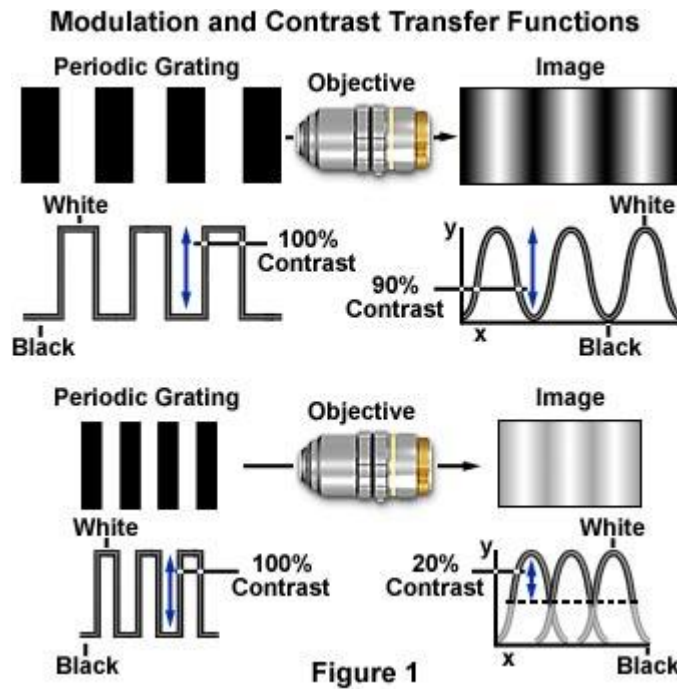 Modulation and Contrast Transfer Functions
Periodic Grating
Objective
Image
White
100%
Contrast
Black
y
White
90%
Contrast
x
Black
Periodic Grating
Objective
Image
White
100%
Contrast
Black
y
White
20%
Contrast
x
Black
Figure 1